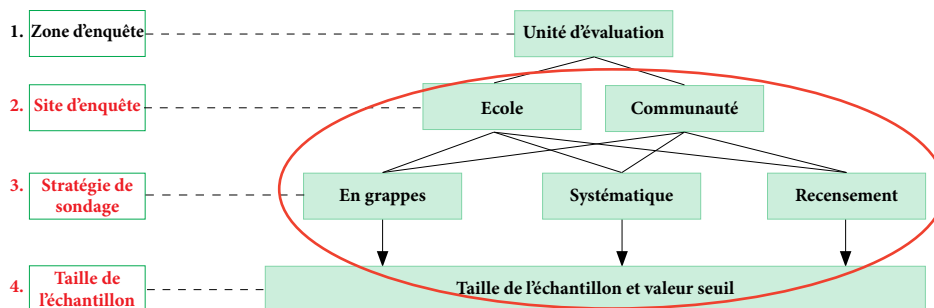 1. Zone d'enquête
Unité d'évaluation
2. Site d'enquête
Ecole
Communauté
3. Stratégie de
sondage
En grappes
Systématique
Recensement
4. Taille de
l'échantillon
Taille de l'échantillon et valeur seuil